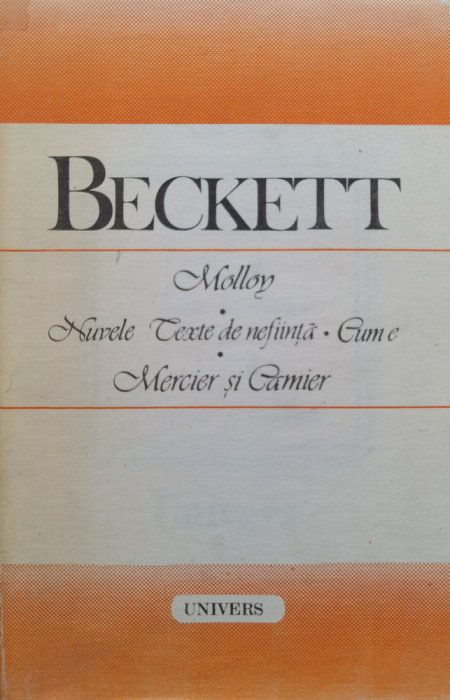 BECKETT
Molloy
•
Nuvele Texte de neființă • Cum e
•
Mercier și Camier
UNIVERS